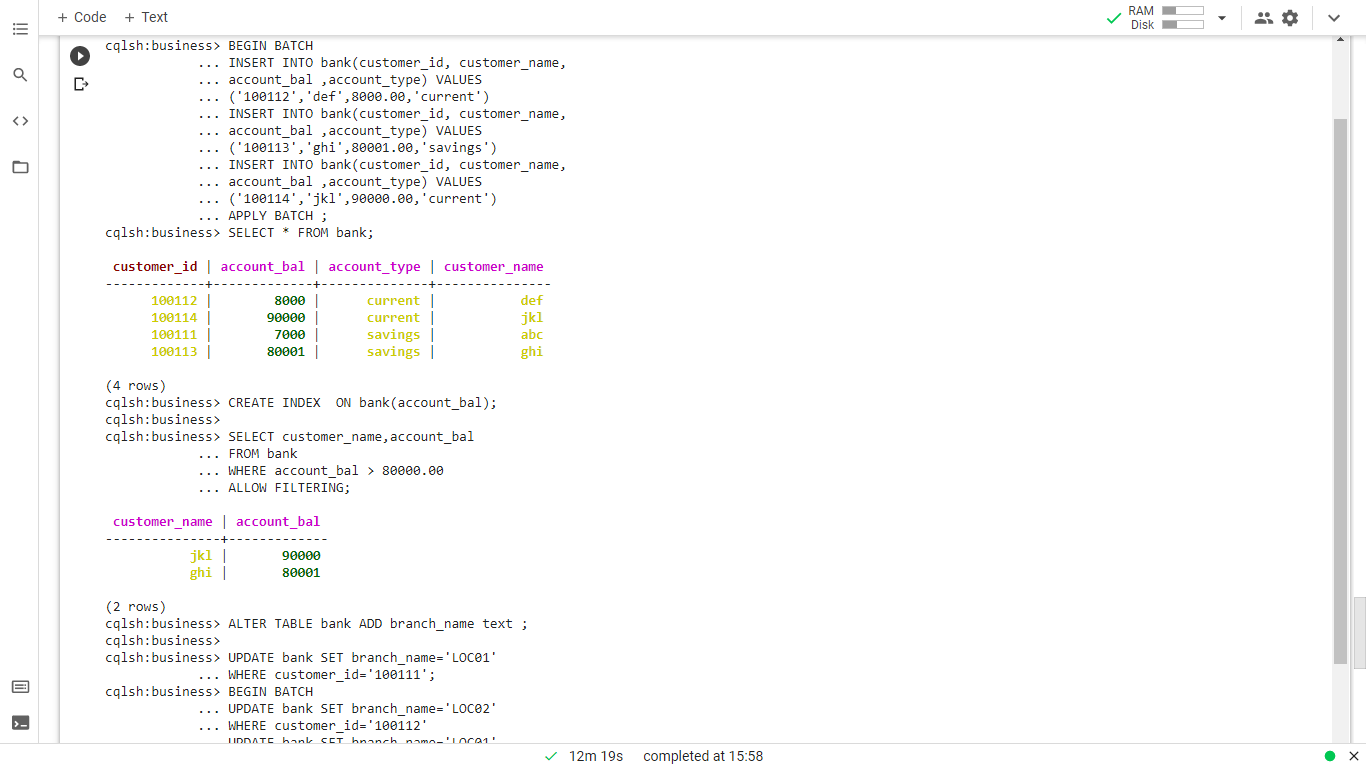 + Code + Text
RAM
Disk
cqlsh:business> BEGIN BATCH
... INSERT INTO bank(customer_id, customer_name,
... account_bal ,account_type) VALUES
... ('100112','def',8000.00,'current')
... INSERT INTO bank(customer_id, customer_name,
... account_bal ,account_type) VALUES
... ('100113','ghi',80001.00,'savings')
... INSERT INTO bank(customer_id, customer_name,
... account_bal ,account_type) VALUES
... ('100114','jkl',90000.00,'current')
... APPLY BATCH ;
cqlsh:business> SELECT * FROM bank;
customer_id | account_bal | account_type | customer_name
-------------+-------------+--------------+---------------
100112 | 8000 | current | def
100114 | 90000 | current | jkl
100111 | 7000 | savings | abc
100113 | 80001 | savings | ghi
(4 rows)
cqlsh:business> CREATE INDEX  ON bank(account_bal);
cqlsh:business>
cqlsh:business> SELECT customer_name,account_bal
... FROM bank
... WHERE account_bal > 80000.00
... ALLOW FILTERING;
customer_name | account_bal
---------------+-------------
jkl | 90000
ghi | 80001
(2 rows)
cqlsh:business> ALTER TABLE bank ADD branch_name text ;
cqlsh:business>
cqlsh:business> UPDATE bank SET branch_name='LOC01'
... WHERE customer_id='100111';
cqlsh:business> BEGIN BATCH
... UPDATE bank SET branch_name='LOC02'
... WHERE customer_id='100112'
... UPDATE bank SET branch_name='LOC01'
12m 19s completed at 15:58